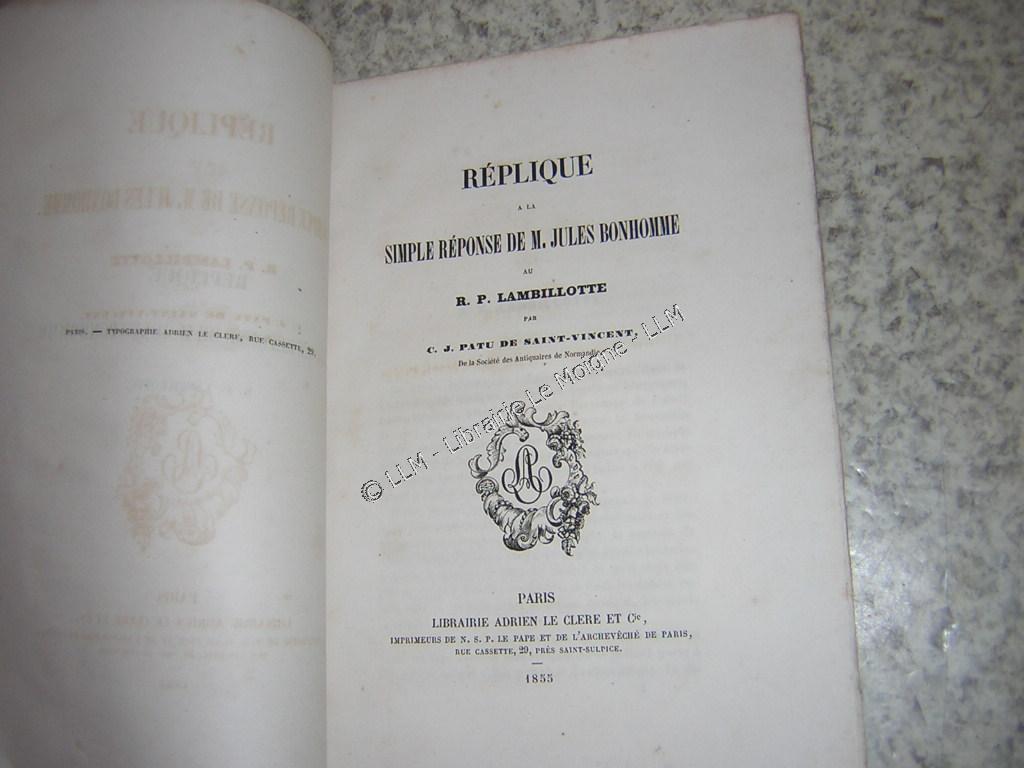 PARIS. — TYPOGRAPHIE ADRIEN LE CLERE, RUE CASSETTE, 29.
RÉPLIQUE
A LA
SIMPLE RÉPONSE DE M. JULES BONHOMME
AU
R. P. LAMBILLOTTE
PAR
C. J. PATU DE SAINT-VINCENT,
De la Société des Antiquaires de Normandie
© LLM - Librairie Le Moigne - LLM
PARIS
LIBRAIRIE ADRIEN LE CLERE ET Cie,
IMPRIMEURS DE N. S. P. LE PAPE ET DE L'ARCHEVÊCHÉ DE PARIS,
RUE CASSETTE, 29, PRÈS SAINT-SULPICE.
—
1855